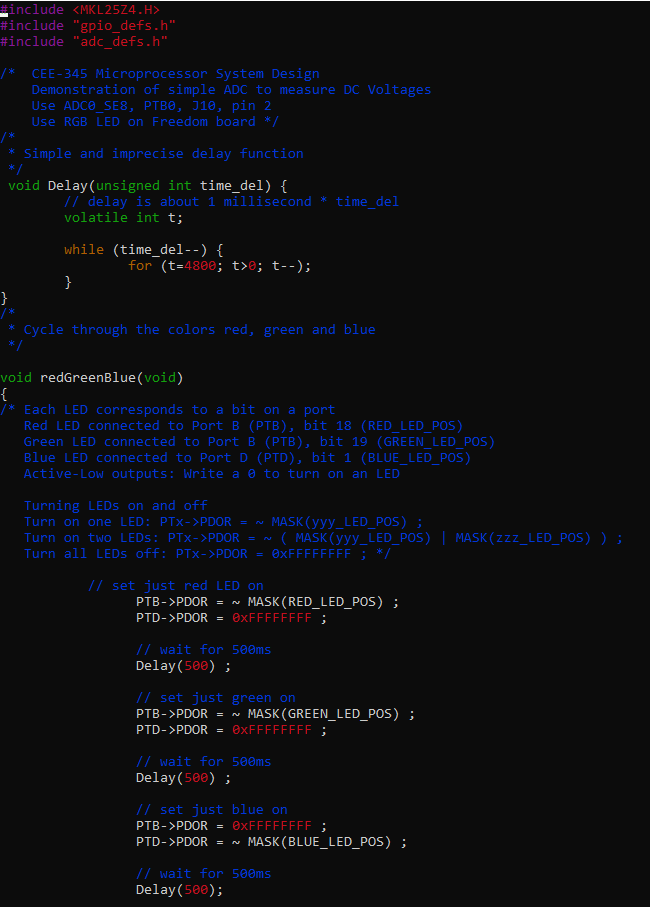 #include <MKL25Z4.H>
#include "gpio_defs.h"
#include "adc_defs.h"
/*  CEE-345 Microprocessor System Design
Demonstration of simple ADC to measure DC Voltages
Use ADC0_SE8, PTB0, J10, pin 2
Use RGB LED on Freedom board */
/*
* Simple and imprecise delay function
*/
void Delay(unsigned int time_del) {
// delay is about 1 millisecond * time_del
volatile int t;
while (time_del--) {
for (t=4800; t>0; t--);
}
}
/*
* Cycle through the colors red, green and blue
*/
void redGreenBlue(void)
{
/* Each LED corresponds to a bit on a port
Red LED connected to Port B (PTB), bit 18 (RED_LED_POS)
Green LED connected to Port B (PTB), bit 19 (GREEN_LED_POS)
Blue LED connected to Port D (PTD), bit 1 (BLUE_LED_POS)
Active-Low outputs: Write a 0 to turn on an LED
Turning LEDs on and off
Turn on one LED: PTx->PDOR = ~ MASK(yyy_LED_POS) ;
Turn on two LEDs: PTx->PDOR = ~ ( MASK(yyy_LED_POS) | MASK(zzz_LED_POS) ) ;
Turn all LEDs off: PTx->PDOR = 0xFFFFFFFF ; */
// set just red LED on
PTB->PDOR = ~ MASK(RED_LED_POS) ;
PTD->PDOR = 0xFFFFFFFF ;
// wait for 500ms
Delay(500) ;
// set just green on
PTB->PDOR = ~ MASK(GREEN_LED_POS) ;
PTD->PDOR = 0xFFFFFFFF ;
// wait for 500ms
Delay(500) ;
// set just blue on
PTB->PDOR = 0xFFFFFFFF ;
PTD->PDOR = ~ MASK(BLUE_LED_POS) ;
// wait for 500ms
Delay(500);